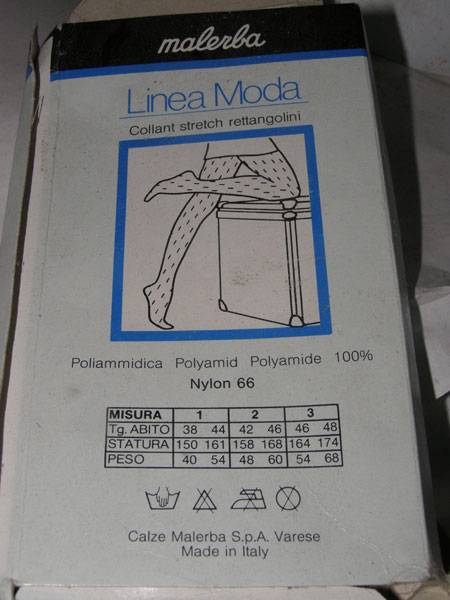 malerba
Linea Moda
Collant stretch rettangolini
Poliammidica Polyamid Polyamide 100%
Nylon 66
MISURA 1 2 3
Tg. ABITO 38 44 42 46 46 48
STATURA 150 161 158 168 164 174
PESO 40 54 48 60 54 68
Calze Malerba S.p.A. Varese
Made in Italy